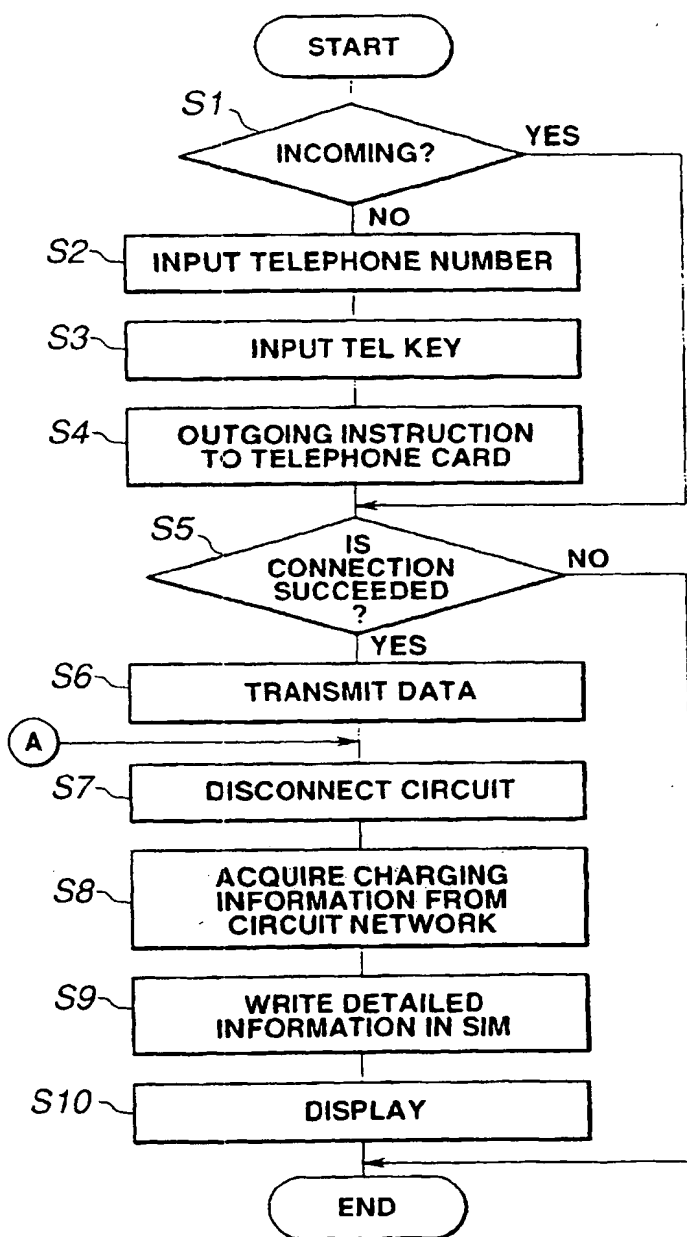 START
S1
INCOMING?
YES
NO
S2
INPUT TELEPHONE NUMBER
S3
INPUT TEL KEY
S4
OUTGOING INSTRUCTION
TO TELEPHONE CARD
S5
IS
CONNECTION
SUCCEEDED
?
NO
YES
S6
TRANSMIT DATA
A
S7
DISCONNECT CIRCUIT
S8
ACQUIRE CHARGING
INFORMATION FROM
CIRCUIT NETWORK
S9
WRITE DETAILED
INFORMATION IN SIM
S10
DISPLAY
END